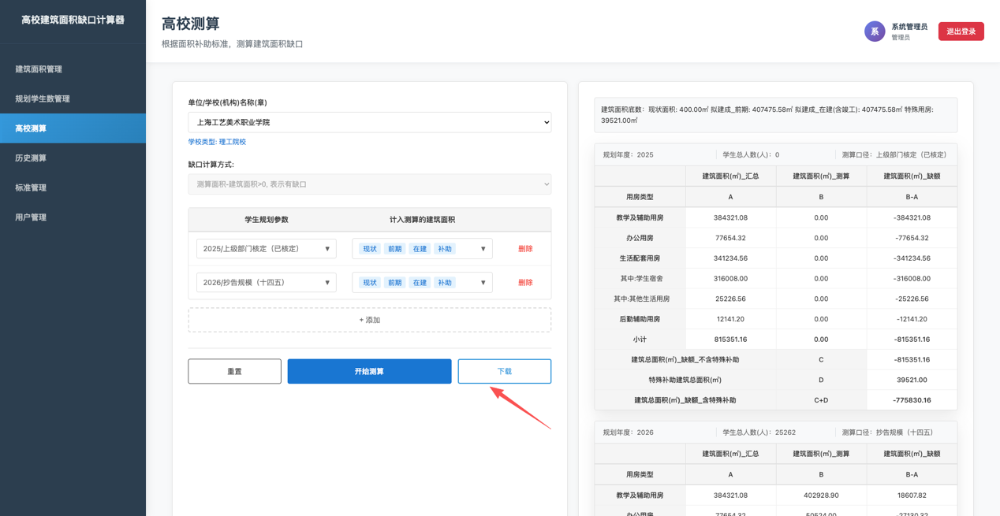 高校建筑面积缺口计算器
建筑面积管理
规划学生数管理
高校测算
历史测算
标准管理
用户管理
高校测算
根据面积补助标准，测算建筑面积缺口
系
系统管理员
管理员
退出登录
单位/学校(机构)名称(章)
上海工艺美术职业学院
学校类型: 理工院校
缺口计算方式:
测算面积-建筑面积>0, 表示有缺口
学生规划参数 计入测算的建筑面积
2025/上级部门核定（已核定） ▼ 现状 前期 在建 补助 ▼ 删除
2026/抄告规模（十四五） ▼ 现状 前期 在建 补助 ▼ 删除
+ 添加
重置 开始测算 下载
建筑面积底数: 现状面积: 400.00㎡ 拟建成_前期: 407475.58㎡ 拟建成_在建(含竣工): 407475.58㎡ 特殊用房:
39521.00㎡
规划年度: 2025 学生总人数(人): 0 测算口径: 上级部门核定（已核定）
建筑面积(㎡)_汇总 建筑面积(㎡)_测算 建筑面积(㎡)_缺额
用房类型 A B B-A
教学及辅助用房 384321.08 0.00 -384321.08
办公用房 77654.32 0.00 -77654.32
生活配套用房 341234.56 0.00 -341234.56
其中:学生宿舍 316008.00 0.00 -316008.00
其中:其他生活用房 25226.56 0.00 -25226.56
后勤辅助用房 12141.20 0.00 -12141.20
小计 815351.16 0.00 -815351.16
建筑总面积(㎡)_缺额_不含特殊补助 C -815351.16
特殊补助建筑总面积(㎡) D 39521.00
建筑总面积(㎡)_缺额_含特殊补助 C+D -775830.16
规划年度: 2026 学生总人数(人): 25262 测算口径: 抄告规模（十四五）
建筑面积(㎡)_汇总 建筑面积(㎡)_测算 建筑面积(㎡)_缺额
用房类型 A B B-A
教学及辅助用房 384321.08 402928.90 18607.82
办公用房 77654.32 50524.00 -27130.32